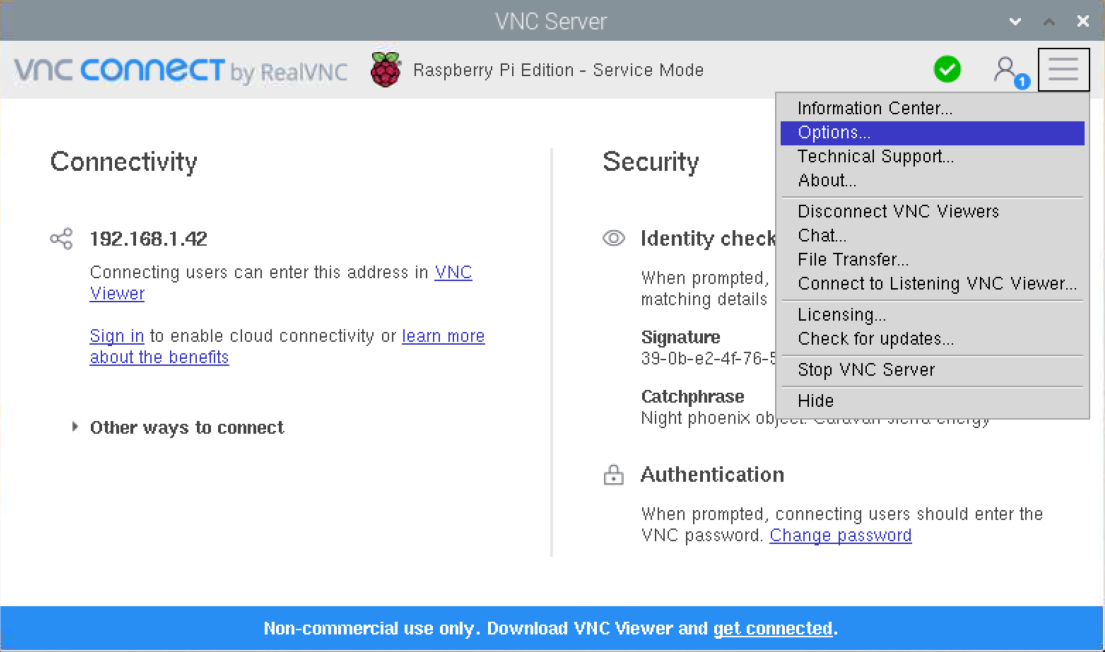 VNC Server
VNC CONNECT by RealVNC Raspberry Pi Edition - Service Mode
1
Information Center...
Options...
Technical Support...
About...
Disconnect VNC Viewers
Chat...
File Transfer...
Connect to Listening VNC Viewer...
Licensing...
Check for updates...
Stop VNC Server
Hide
Connectivity
192.168.1.42
Connecting users can enter this address in VNC
Viewer
Sign in to enable cloud connectivity or learn more
about the benefits
Other ways to connect
Security
Identity check
When prompted,
matching details
Signature
39-0b-e2-4f-76-5
Catchphrase
Night phoenix object. Caravan sierra energy
Authentication
When prompted, connecting users should enter the
VNC password. Change password
Non-commercial use only. Download VNC Viewer and get connected.